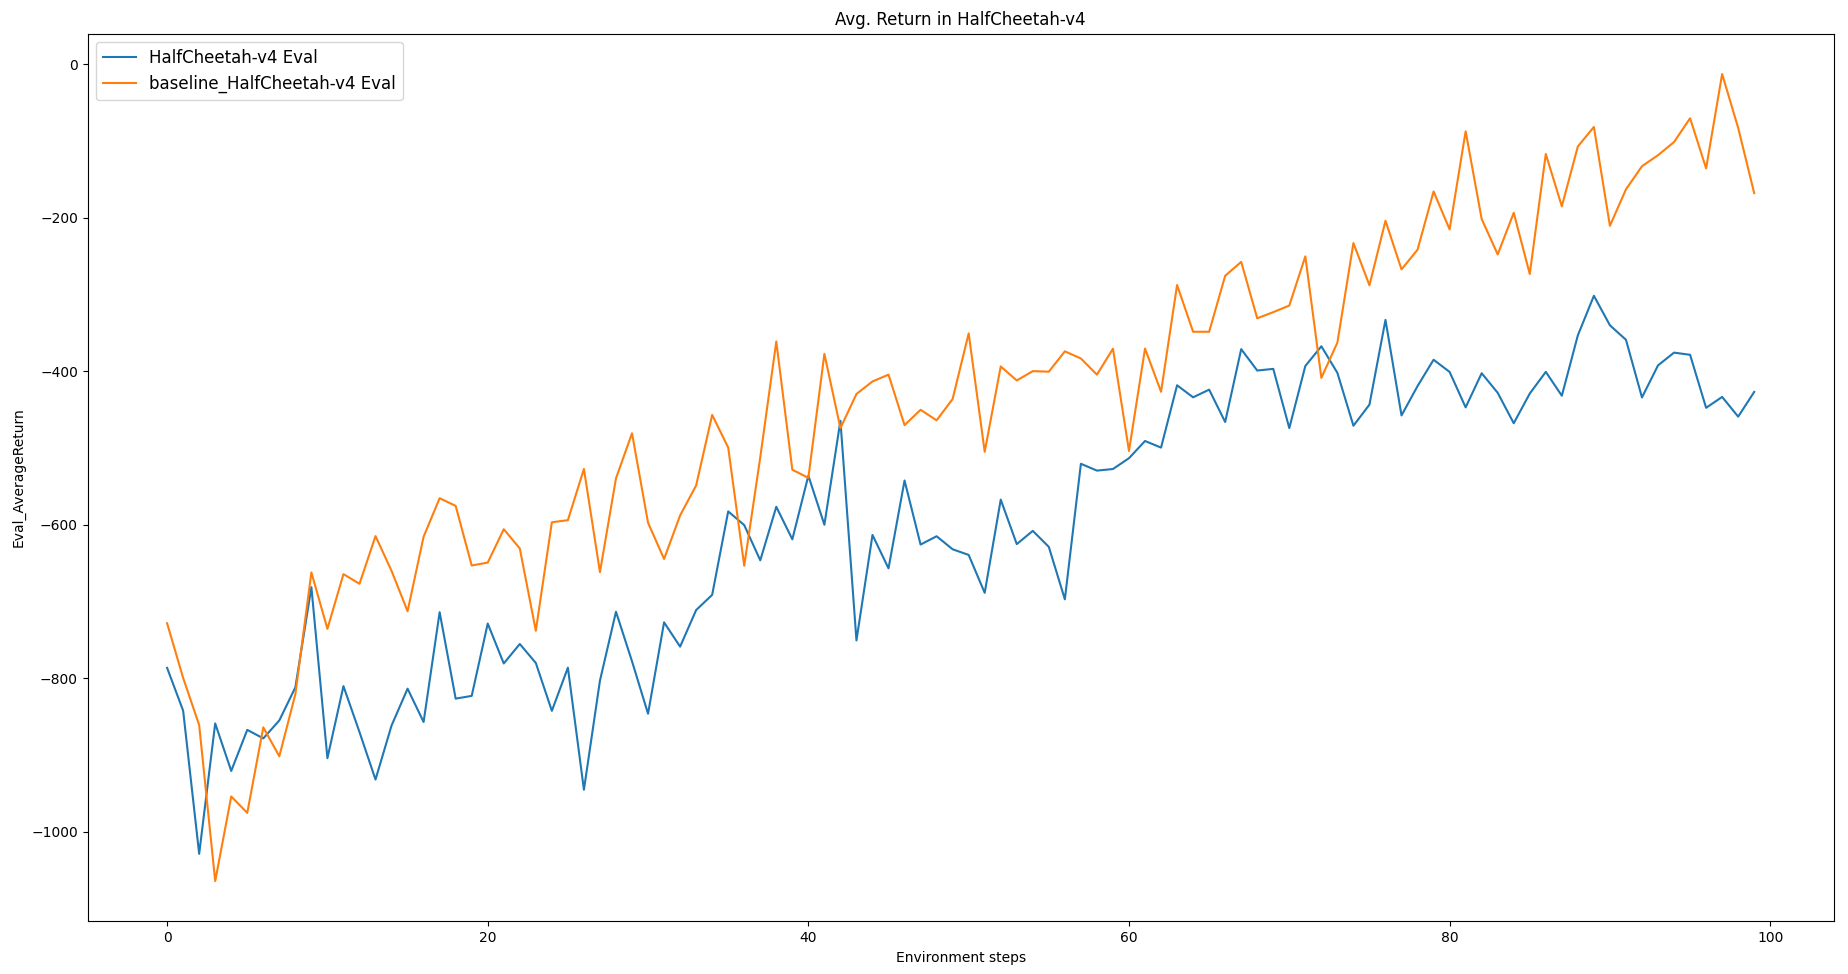 Avg. Return in HalfCheetah-v4
HalfCheetah-v4 Eval
baseline_HalfCheetah-v4 Eval
0
−200
−400
−600
−800
−1000
Eval_AverageReturn
0 20 40 60 80 100
Environment steps